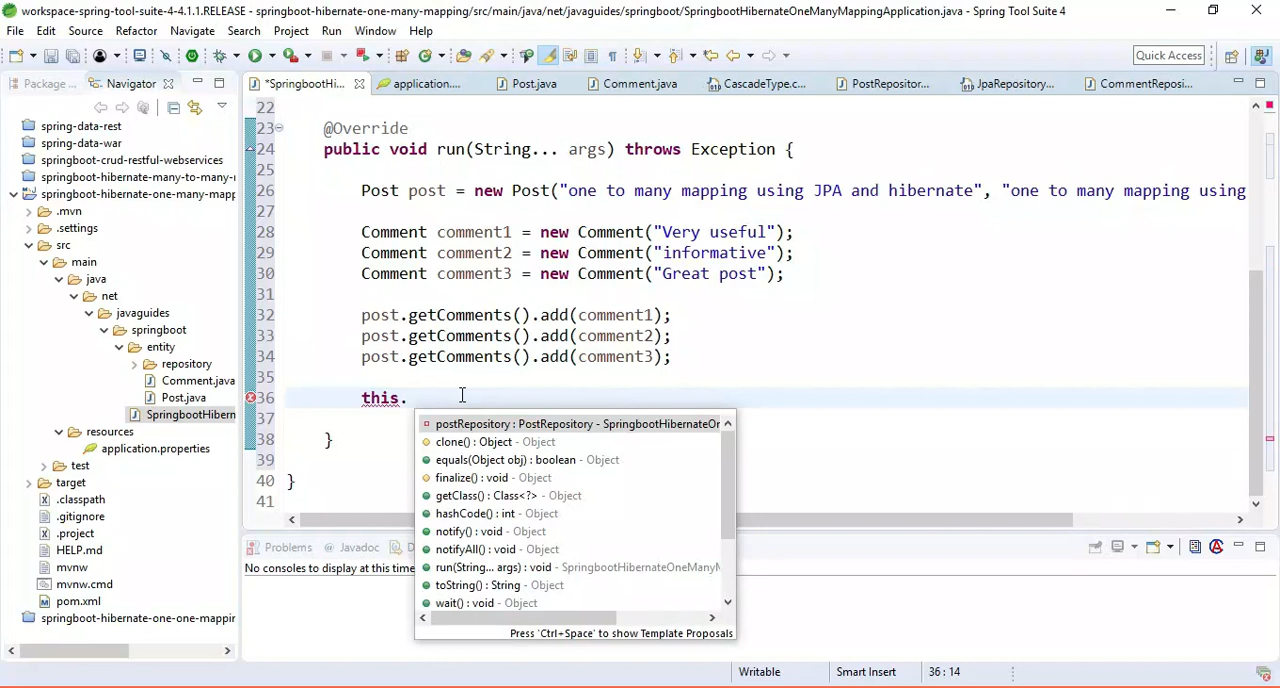 workspace-spring-tool-suite-4-4.1.1.RELEASE - springboot-hibernate-one-many-mapping/src/main/java/net/javaguides/springboot/SpringbootHibernateOneManyMappingApplication.java - Spring Tool Suite 4
File Edit Source Refactor Navigate Search Project Run Window Help
Quick Access
Package ... Navigator
*SpringbootHi... application.... Post.java Comment.java CascadeType.c... PostRepositor... JpaRepository... CommentReposi...
spring-data-rest
spring-data-war
springboot-crud-restful-webservices
springboot-hibernate-many-to-many-
springboot-hibernate-one-many-mapp
.mvn
.settings
src
main
java
net
javaguides
springboot
entity
repository
Comment.java
Post.java
SpringbootHibern
resources
application.properties
test
target
.classpath
.gitignore
.project
HELP.md
mvnw
mvnw.cmd
pom.xml
springboot-hibernate-one-one-mappin
22
23 @Override
24 public void run(String... args) throws Exception {
25
26 Post post = new Post("one to many mapping using JPA and hibernate", "one to many mapping using
27
28 Comment comment1 = new Comment("Very useful");
29 Comment comment2 = new Comment("informative");
30 Comment comment3 = new Comment("Great post");
31
32 post.getComments().add(comment1);
33 post.getComments().add(comment2);
34 post.getComments().add(comment3);
35
36 this.
37
38 }
39
40 }
41
postRepository : PostRepository - SpringbootHibernateOn
clone() : Object - Object
equals(Object obj) : boolean - Object
finalize() : void - Object
getClass() : Class<?> - Object
hashCode() : int - Object
notify() : void - Object
notifyAll() : void - Object
run(String... args) : void - SpringbootHibernateOneManyM
toString() : String - Object
wait() : void - Object
Press 'Ctrl+Space' to show Template Proposals
Problems Javadoc D
No consoles to display at this time
Writable Smart Insert 36 : 14